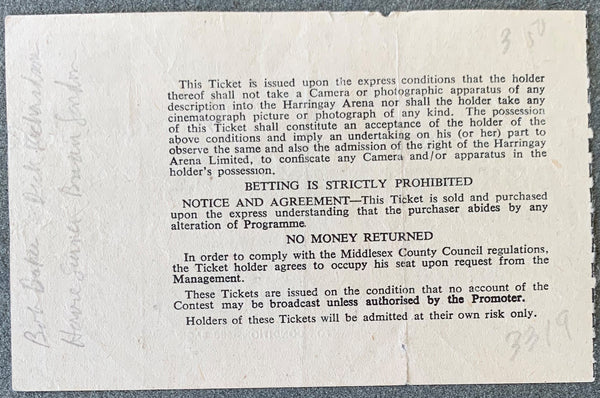 3 50
This Ticket is issued upon the express conditions that the holder
thereof shall not take a Camera or photographic apparatus of any
description into the Harringay Arena nor shall the holder take any
cinematograph picture or photograph of any kind. The possession
of this Ticket shall constitute an acceptance of the holder of the
above conditions and imply an undertaking on his (or her) part to
observe the same and also the admission of the right of the Harringay
Arena Limited, to confiscate any Camera and/or apparatus in the
holder's possession.
BETTING IS STRICTLY PROHIBITED
NOTICE AND AGREEMENT—This Ticket is sold and purchased
upon the express understanding that the purchaser abides by any
alteration of Programme.
NO MONEY RETURNED
In order to comply with the Middlesex County Council regulations,
the Ticket holder agrees to occupy his seat upon request from the
Management.
These Tickets are issued on the condition that no account of the
Contest may be broadcast unless authorised by the Promoter.
Holders of these Tickets will be admitted at their own risk only.
3319
Bob Baker
Bruce